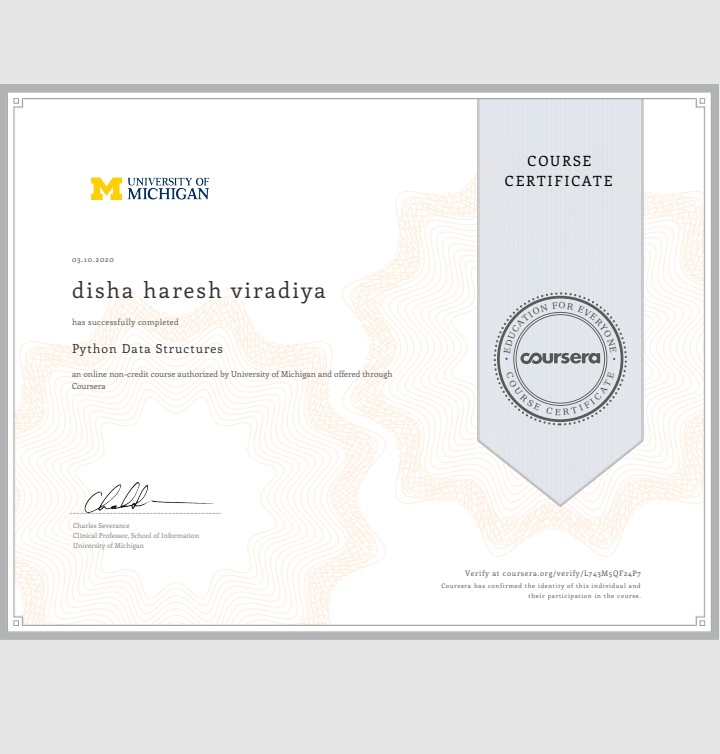 COURSE
CERTIFICATE
UNIVERSITY OF
MICHIGAN
03.10.2020
disha haresh viradiya
has successfully completed
Python Data Structures
an online non-credit course authorized by University of Michigan and offered through
Coursera
EDUCATION FOR EVERYONE
coursera
COURSE CERTIFICATE
Charles Severance
Clinical Professor, School of Information
University of Michigan
Verify at coursera.org/verify/L743M5QF24P7
Coursera has confirmed the identity of this individual and
their participation in the course.